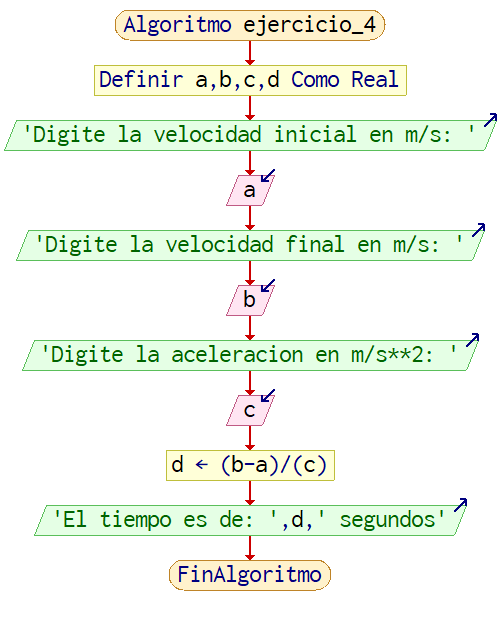 Algoritmo ejercicio_4
Definir a,b,c,d Como Real
'Digite la velocidad inicial en m/s: '
a
'Digite la velocidad final en m/s: '
b
'Digite la aceleracion en m/s**2: '
c
d ← (b-a)/(c)
'El tiempo es de: ',d,' segundos'
FinAlgoritmo